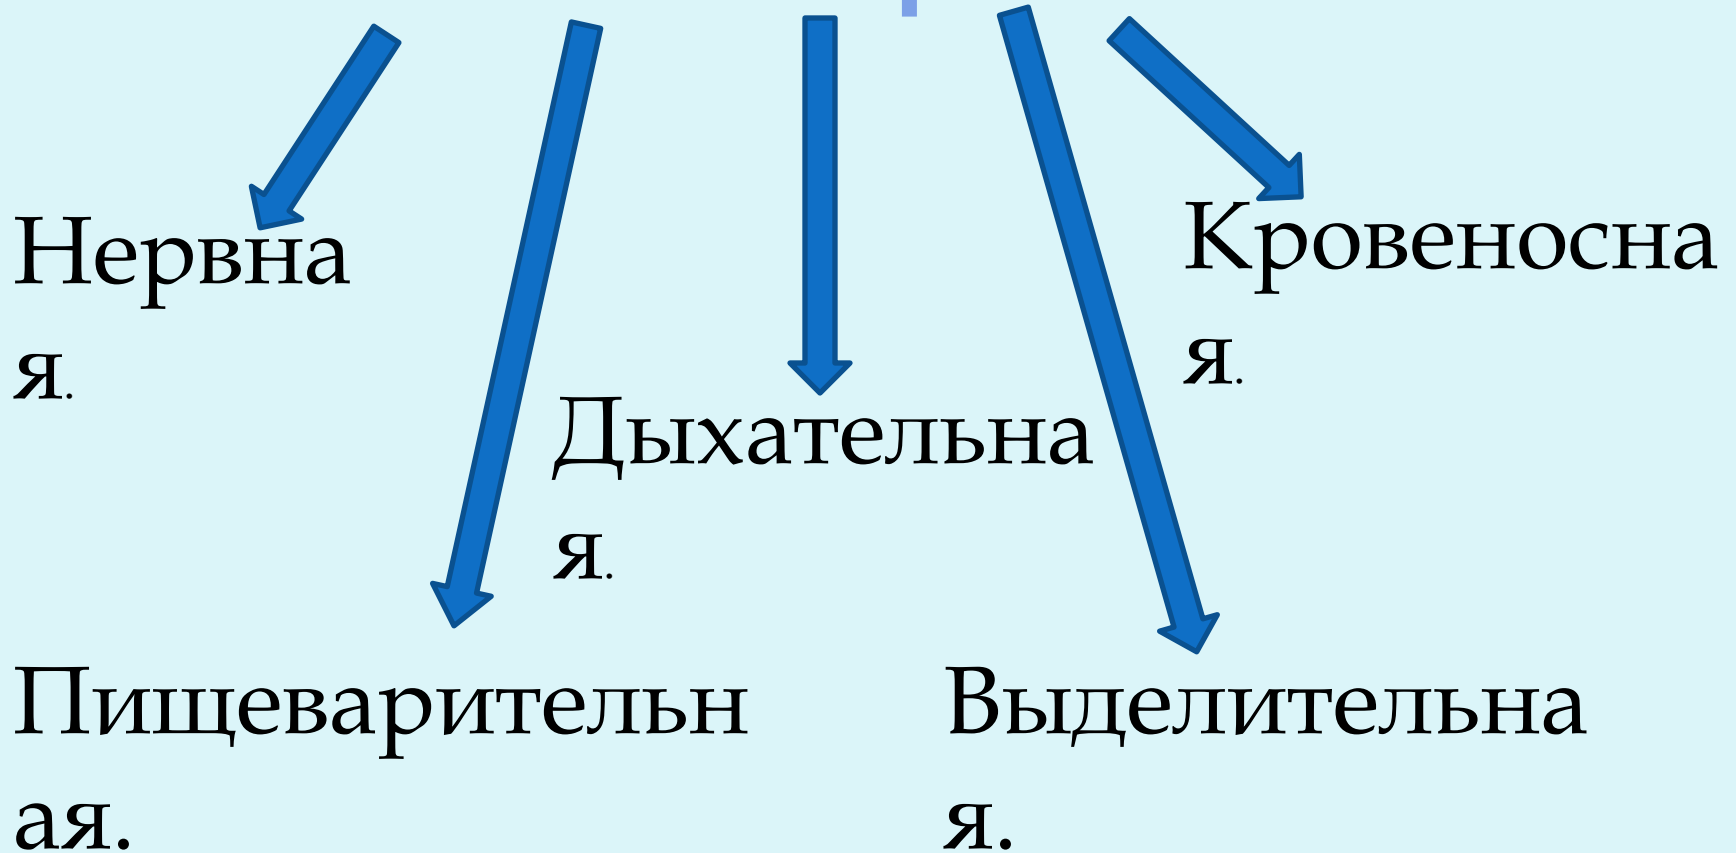 Нервна
я.
Кровеносна
я.
Дыхательна
я.
Пищеварительн
ая.
Выделительна
я.